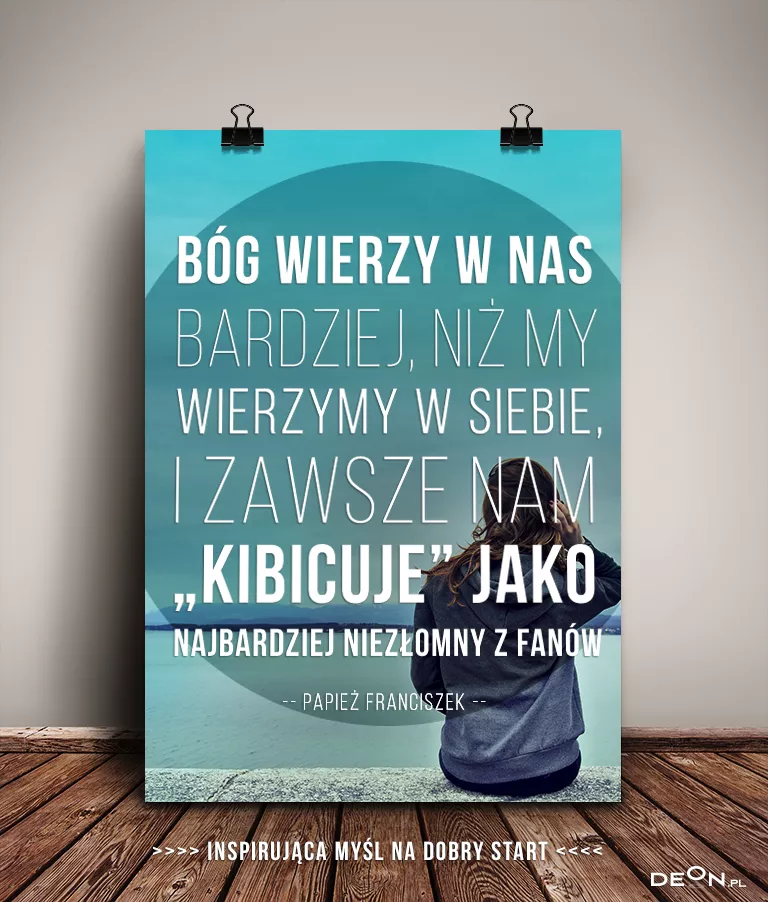 BÓG WIERZY W NAS
BARDZIEJ, NIŻ MY
WIERZYMY W SIEBIE,
I ZAWSZE NAM
„KIBICUJE” JAKO
NAJBARDZIEJ NIEZŁOMNY Z FANÓW
-- PAPIEŻ FRANCISZEK --
>>>> INSPIRUJĄCA MYŚL NA DOBRY START <<<<
DEON.PL